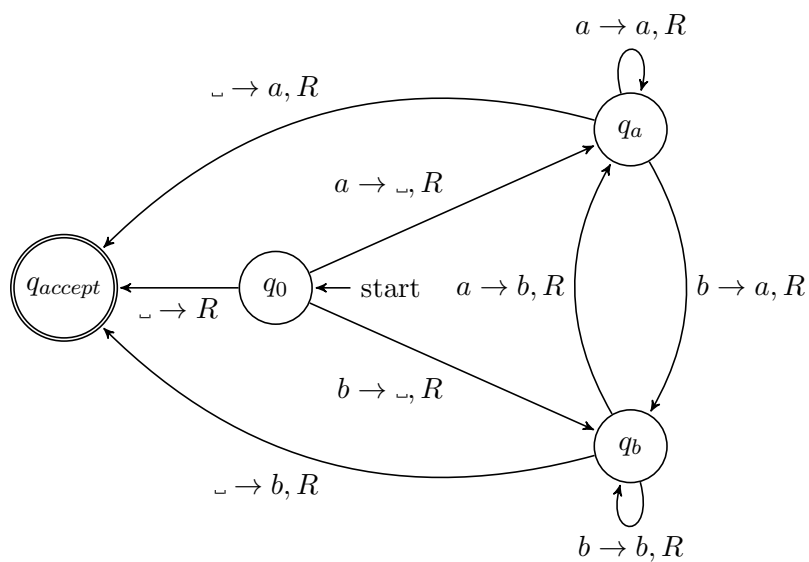 a → a, R
␣ → a, R
q_a
a → ␣, R
q_accept
q_0
start
a → b, R
b → a, R
␣ → R
b → ␣, R
q_b
␣ → b, R
b → b, R